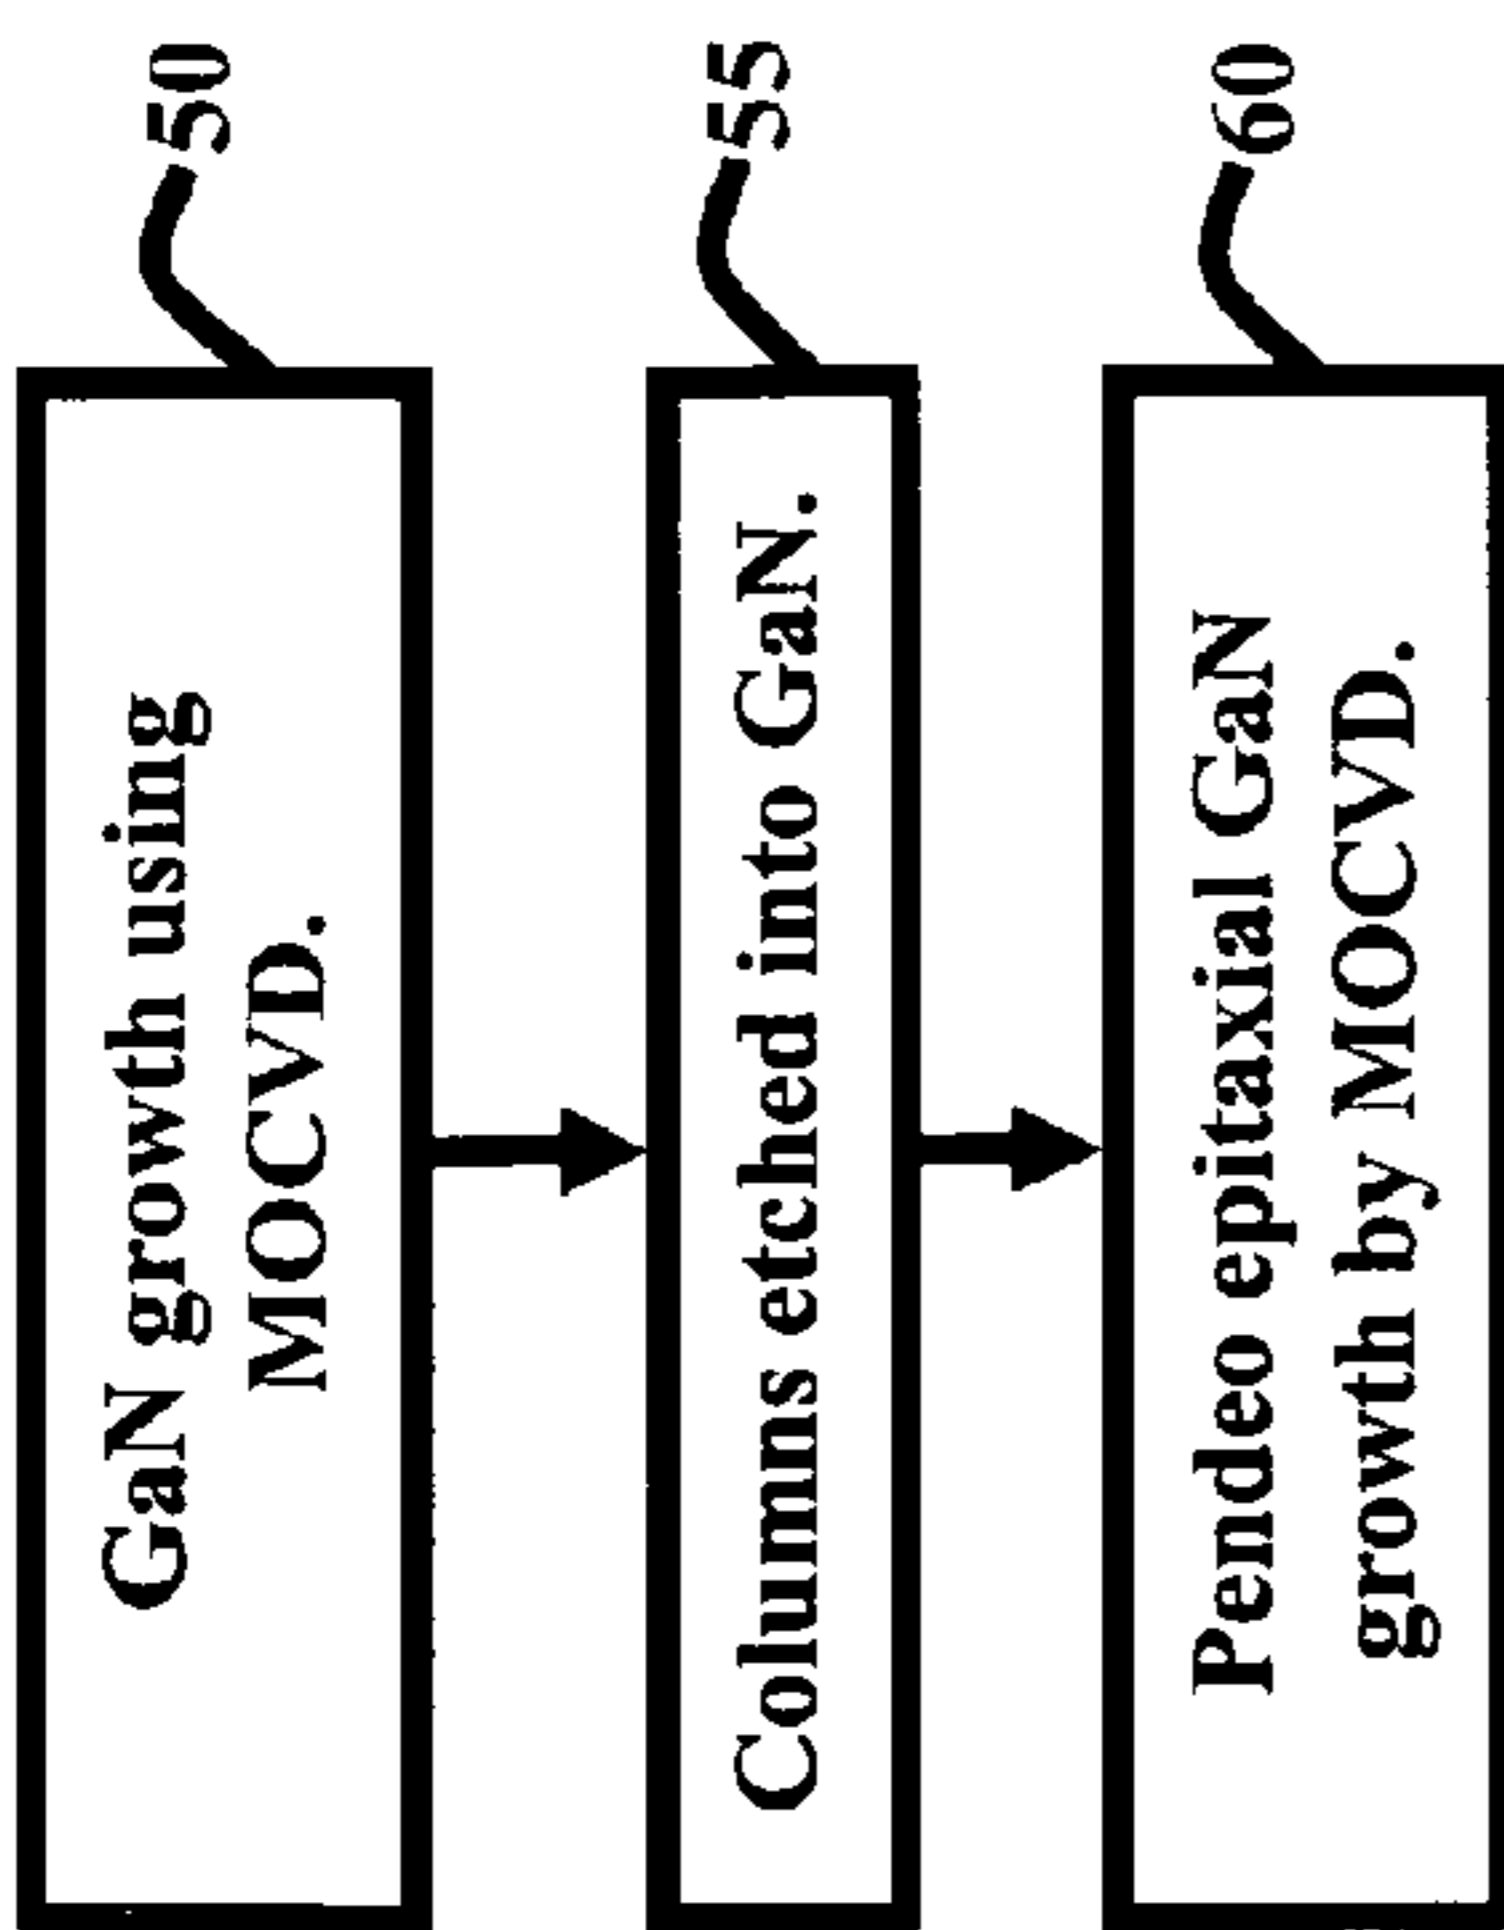 GaN growth using
MOCVD.
50
Columns etched into GaN.
55
Pendeo epitaxial GaN
growth by MOCVD.
60